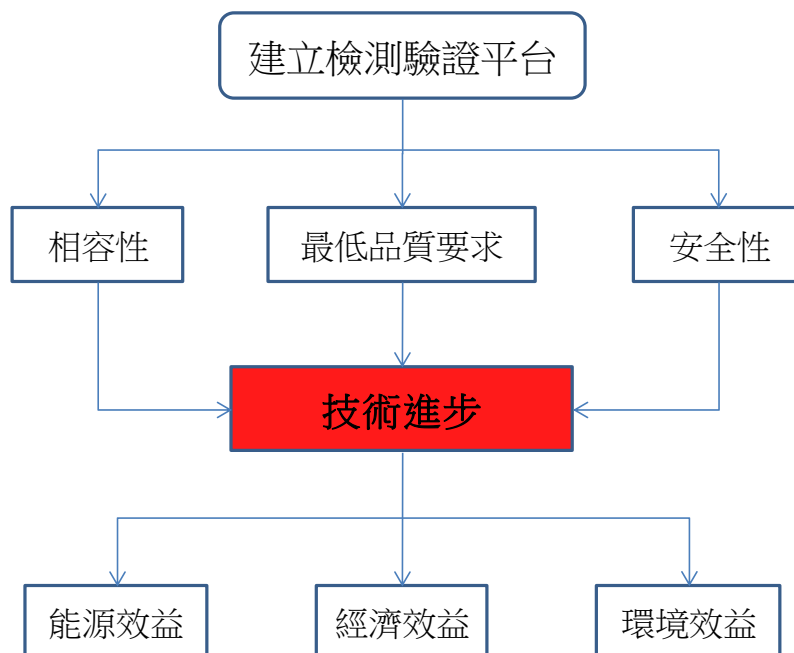 建立檢測驗證平台
相容性
最低品質要求
安全性
技術進步
能源效益
經濟效益
環境效益